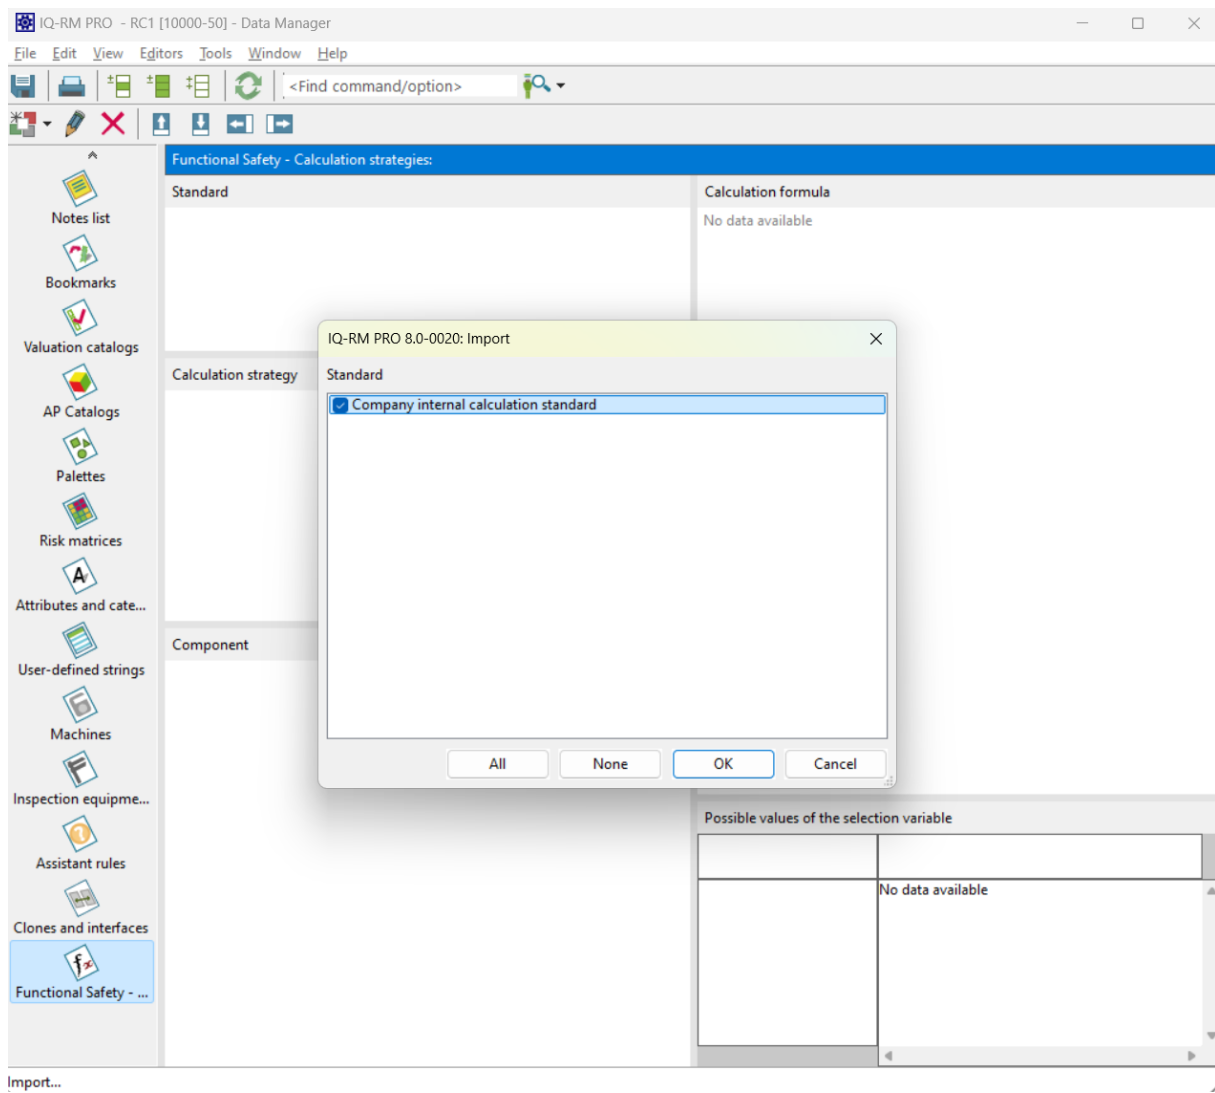 IQ-RM PRO - RC1 [10000-50] - Data Manager
File Edit View Editors Tools Window Help
<Find command/option>
Functional Safety - Calculation strategies:
Standard
Calculation formula
No data available
Notes list
Bookmarks
Valuation catalogs
AP Catalogs
Palettes
Risk matrices
Attributes and cate...
User-defined strings
Machines
Inspection equipme...
Assistant rules
Clones and interfaces
Functional Safety - ...
Calculation strategy
Component
IQ-RM PRO 8.0-0020: Import
Standard
Company internal calculation standard
All None OK Cancel
Possible values of the selection variable
No data available
Import...